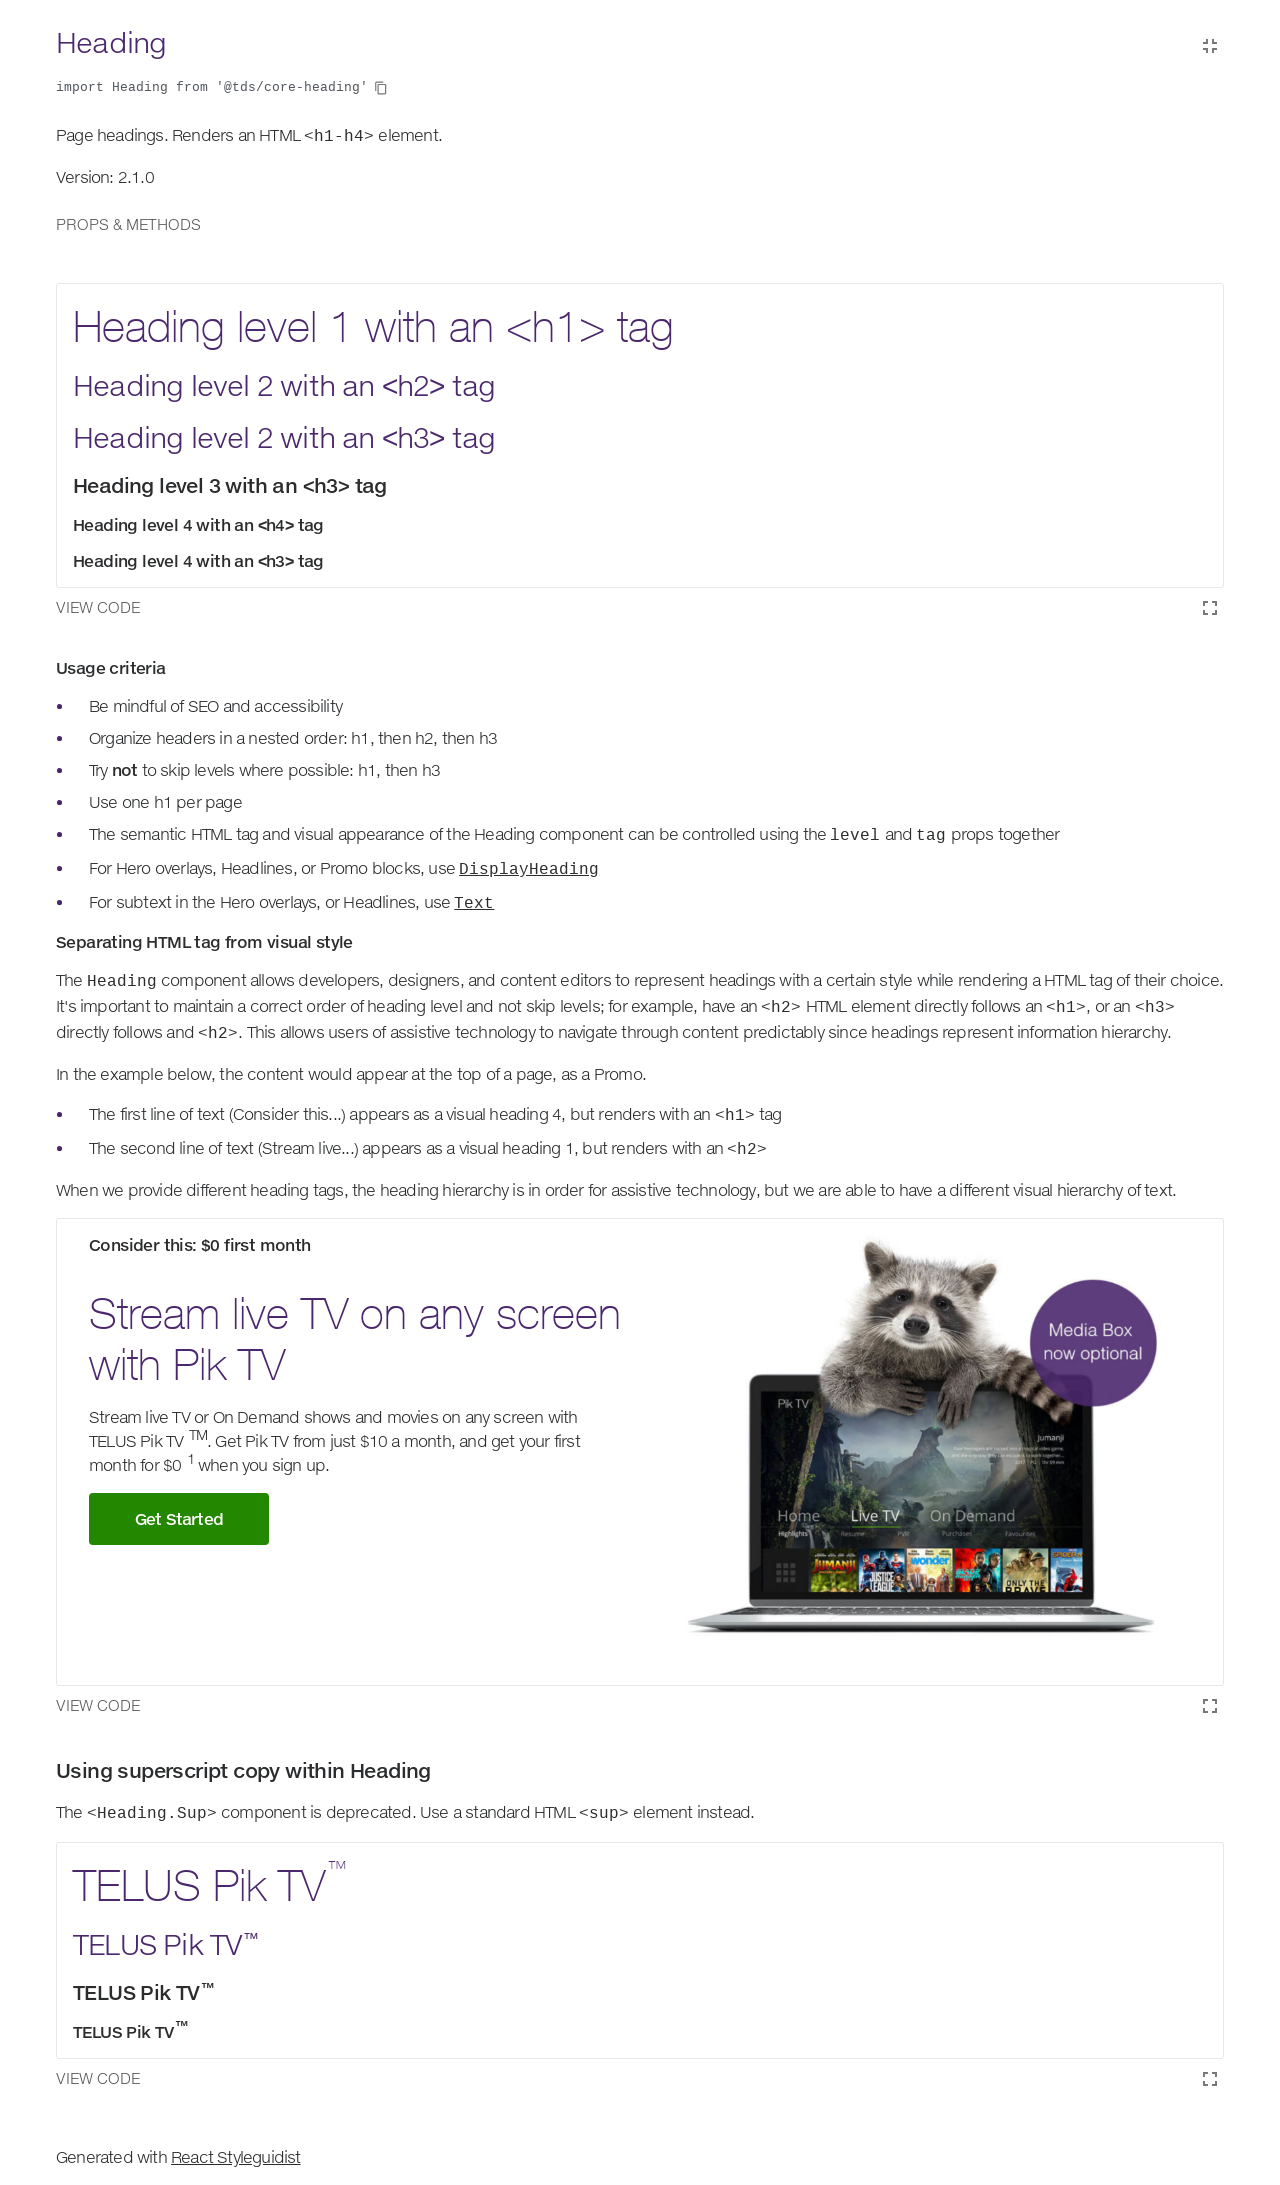 Heading
import Heading from '@tds/core-heading'
Page headings. Renders an HTML <h1-h4> element.
Version: 2.1.0
PROPS & METHODS
Heading level 1 with an <h1> tag
Heading level 2 with an <h2> tag
Heading level 2 with an <h3> tag
Heading level 3 with an <h3> tag
Heading level 4 with an <h4> tag
Heading level 4 with an <h3> tag
VIEW CODE
Usage criteria
• Be mindful of SEO and accessibility
• Organize headers in a nested order: h1, then h2, then h3
• Try not to skip levels where possible: h1, then h3
• Use one h1 per page
• The semantic HTML tag and visual appearance of the Heading component can be controlled using the level and tag props together
• For Hero overlays, Headlines, or Promo blocks, use DisplayHeading
• For subtext in the Hero overlays, or Headlines, use Text
Separating HTML tag from visual style
The Heading component allows developers, designers, and content editors to represent headings with a certain style while rendering a HTML tag of their choice.
It's important to maintain a correct order of heading level and not skip levels; for example, have an <h2> HTML element directly follows an <h1>, or an <h3>
directly follows and <h2>. This allows users of assistive technology to navigate through content predictably since headings represent information hierarchy.
In the example below, the content would appear at the top of a page, as a Promo.
• The first line of text (Consider this...) appears as a visual heading 4, but renders with an <h1> tag
• The second line of text (Stream live...) appears as a visual heading 1, but renders with an <h2>
When we provide different heading tags, the heading hierarchy is in order for assistive technology, but we are able to have a different visual hierarchy of text.
Consider this: $0 first month
Stream live TV on any screen
with Pik TV
Stream live TV or On Demand shows and movies on any screen with
TELUS Pik TV TM. Get Pik TV from just $10 a month, and get your first
month for $0 1 when you sign up.
Get Started
Media Box
now optional
Pik TV
jumanji
Home Live TV On Demand
Highlights Resume PVR Purchases Favourites
JUMANJI JUSTICE LEAGUE wonder ONLY THE BRAVE
VIEW CODE
Using superscript copy within Heading
The <Heading.Sup> component is deprecated. Use a standard HTML <sup> element instead.
TELUS Pik TV™
TELUS Pik TV™
TELUS Pik TV™
TELUS Pik TV™
VIEW CODE
Generated with React Styleguidist